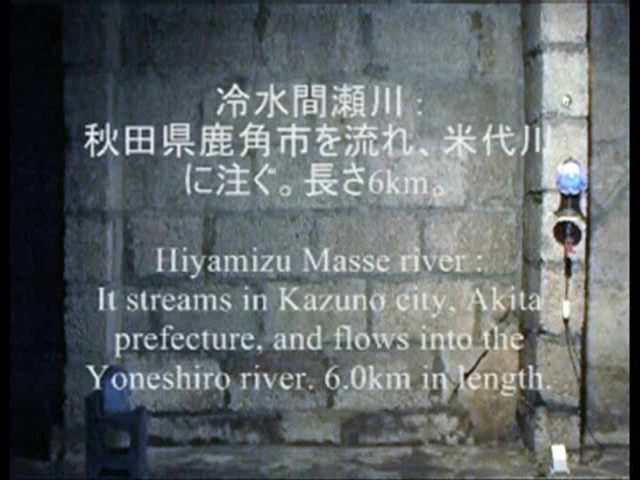 冷水間瀬川 :
秋田県鹿角市を流れ、米代川
に注ぐ。長さ6km。
Hiyamizu Masse river :
It streams in Kazuno city, Akita
prefecture, and flows into the
Yoneshiro river. 6.0km in length.